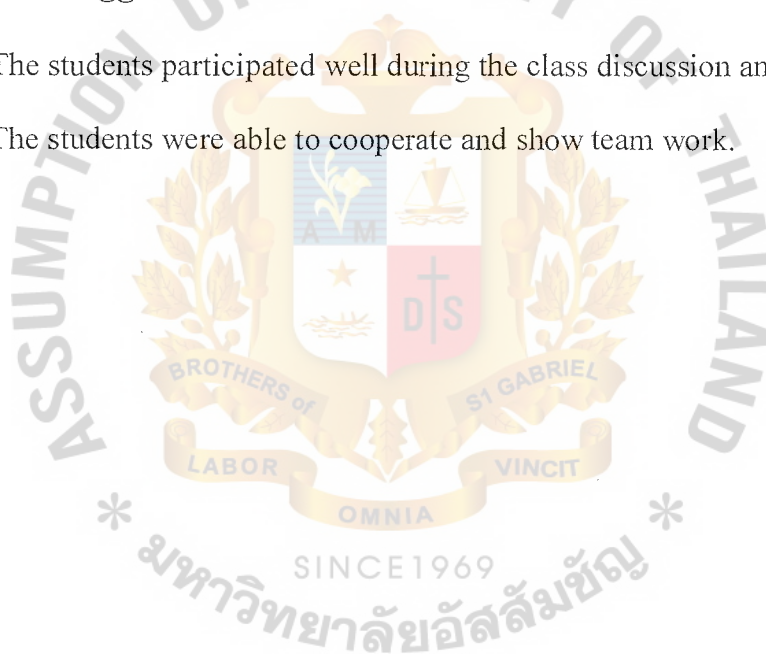 The students participated well during the class discussion an
The students were able to cooperate and show team work.
ASSUMPTION
OF THAILAND
A M
D S
BROTHERS of
ST GABRIEL
LABOR
VINCIT
OMNIA
SINCE1969
* มหาวิทยาลัยอัสสัมชัญ *